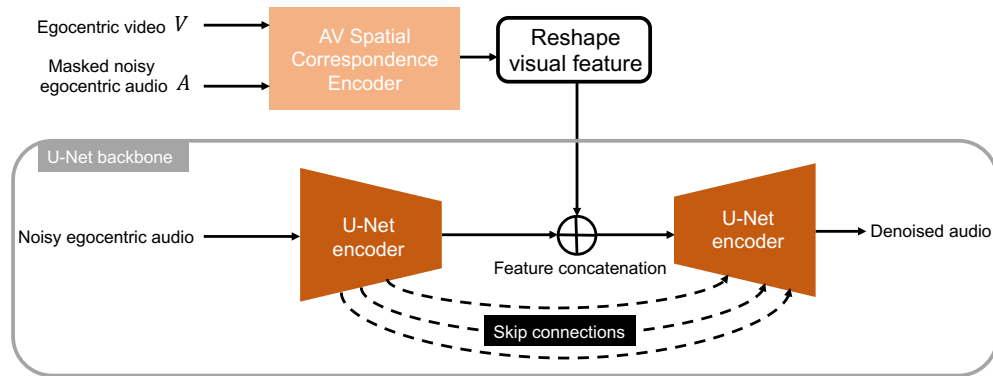 Egocentric video V
Masked noisy
egocentric audio A
AV Spatial
Correspondence
Encoder
Reshape
visual feature
U-Net backbone
Noisy egocentric audio
U-Net
encoder
Feature concatenation
U-Net
encoder
Denoised audio
Skip connections